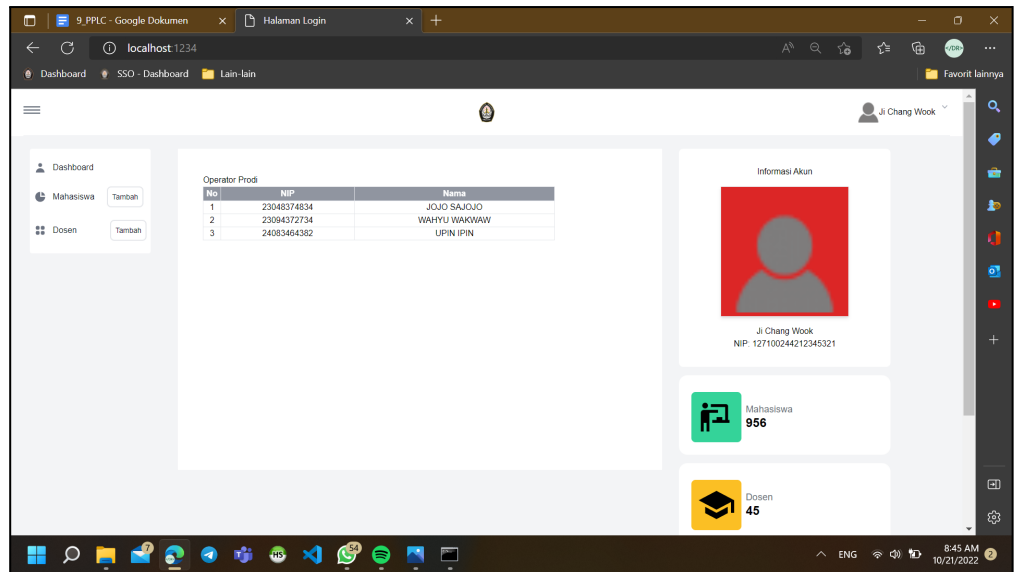 9_PPLC - Google Dokumen
Halaman Login
localhost:1234
</DR>
Dashboard
SSO - Dashboard
Lain-lain
Favorit lainnya
Ji Chang Wook
Dashboard
Mahasiswa
Tambah
Dosen
Tambah
Operator Prodi
No NIP Nama
1 23048374834 JOJO SAJOJO
2 23094372734 WAHYU WAKWAW
3 24083464382 UPIN IPIN
Informasi Akun
Ji Chang Wook
NIP: 127100244212345321
Mahasiswa
956
Dosen
45
7
HS
54
ENG
8:45 AM
10/21/2022
2